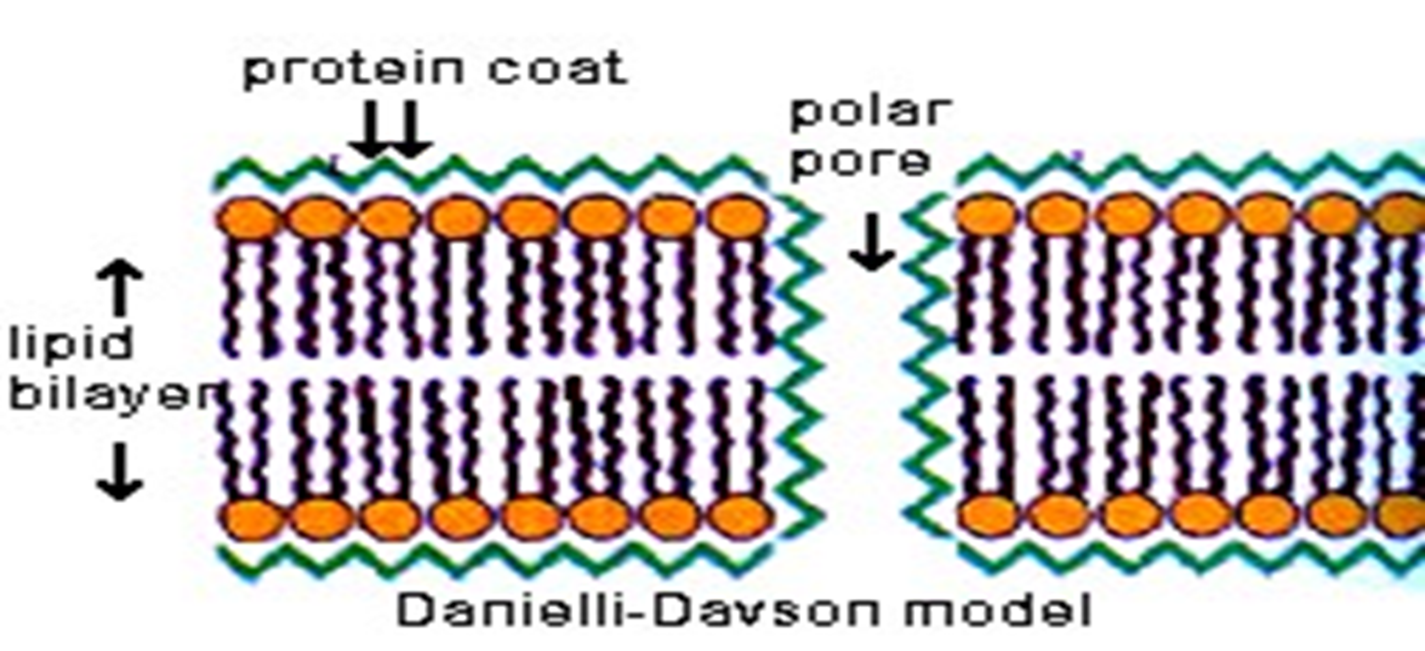 protein coat
polar
pore
lipid
bilayer
Danielli-Davson model